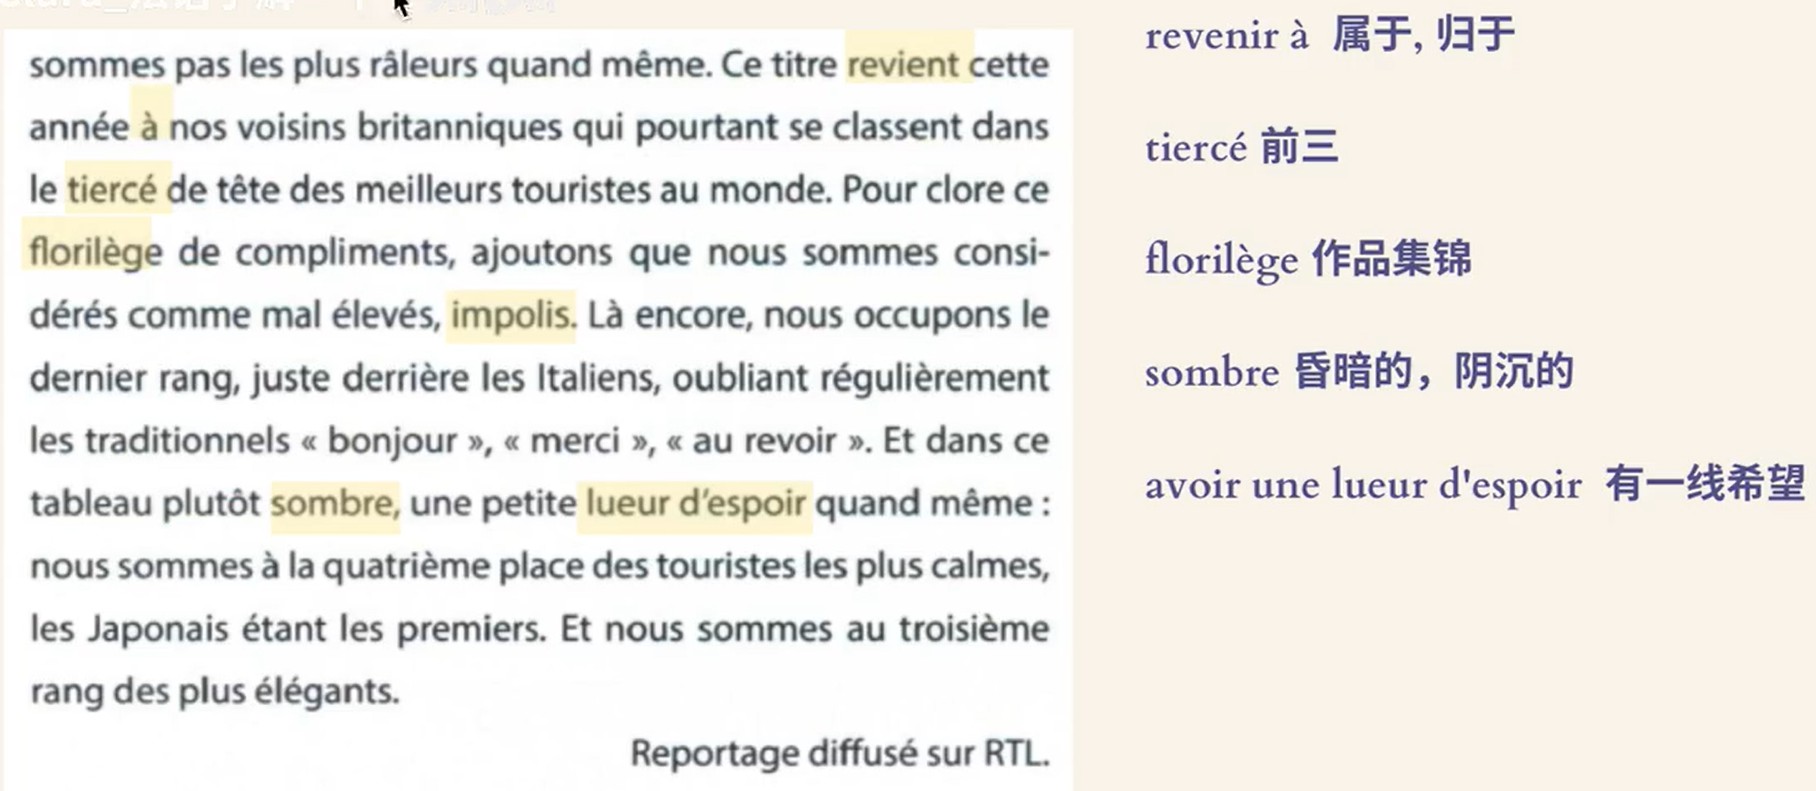 sommes pas les plus râleurs quand même. Ce titre revient cette
année à nos voisins britanniques qui pourtant se classent dans
le tiercé de tête des meilleurs touristes au monde. Pour clore ce
florilège de compliments, ajoutons que nous sommes consi-
dérés comme mal élevés, impolis. Là encore, nous occupons le
dernier rang, juste derrière les Italiens, oubliant régulièrement
les traditionnels « bonjour », « merci », « au revoir ». Et dans ce
tableau plutôt sombre, une petite lueur d'espoir quand même :
nous sommes à la quatrième place des touristes les plus calmes,
les Japonais étant les premiers. Et nous sommes au troisième
rang des plus élégants.
Reportage diffusé sur RTL.
revenir à 属于, 归于
tiercé 前三
florilège 作品集锦
sombre 昏暗的，阴沉的
avoir une lueur d'espoir 有一线希望